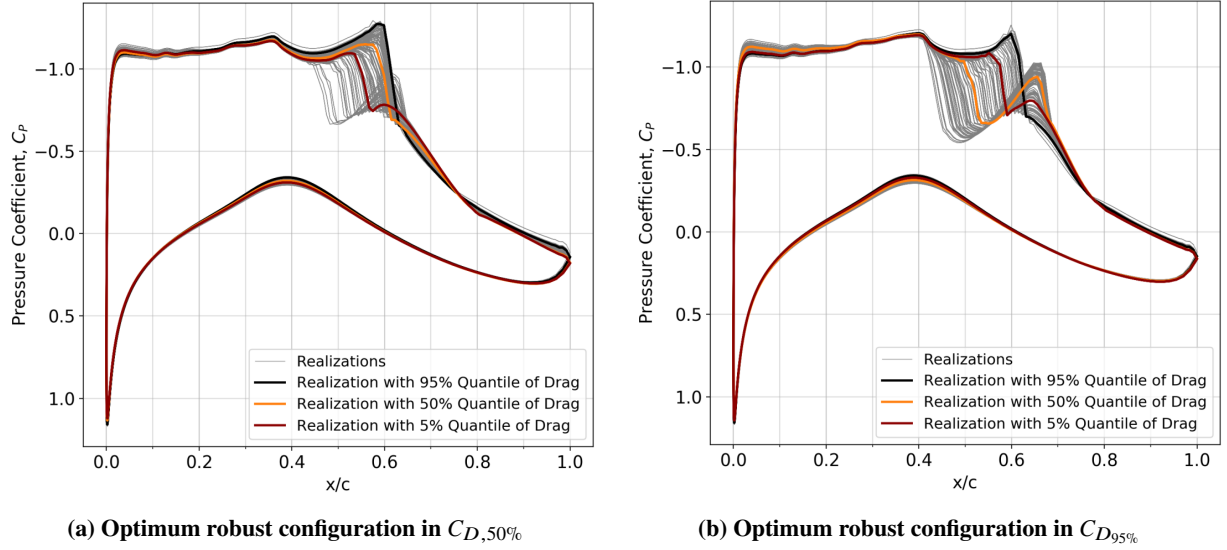 Pressure Coefficient, C_P
−1.0
−0.5
0.0
0.5
1.0
0.0 0.2 0.4 0.6 0.8 1.0
x/c
Realizations
Realization with 95% Quantile of Drag
Realization with 50% Quantile of Drag
Realization with 5% Quantile of Drag
(a) Optimum robust configuration in C_{D,50%}
Pressure Coefficient, C_P
−1.0
−0.5
0.0
0.5
1.0
0.0 0.2 0.4 0.6 0.8 1.0
x/c
Realizations
Realization with 95% Quantile of Drag
Realization with 50% Quantile of Drag
Realization with 5% Quantile of Drag
(b) Optimum robust configuration in C_{D_{95%}}